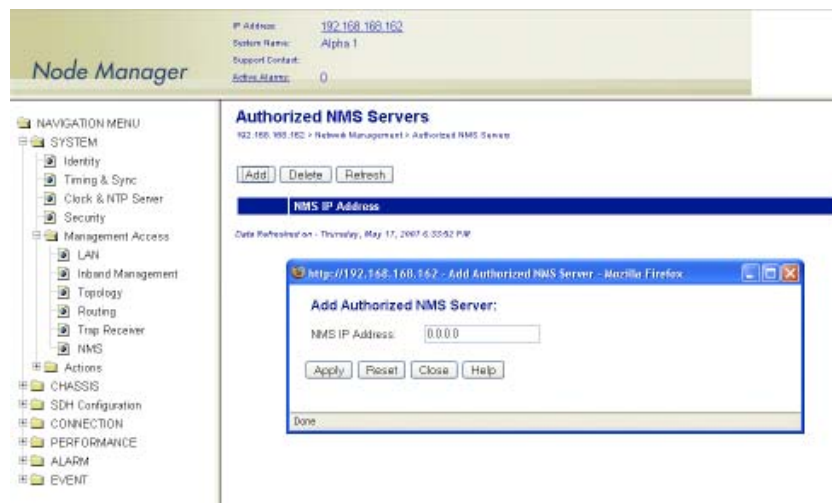 Node Manager
IP Address: 192.168.168.162
System Name: Alpha 1
Support Contact:
Active Alarms: 0
NAVIGATION MENU
SYSTEM
Identity
Timing & Sync
Clock & NTP Server
Security
Management Access
LAN
Inband Management
Topology
Routing
Trap Receiver
NMS
Actions
CHASSIS
SDH Configuration
CONNECTION
PERFORMANCE
ALARM
EVENT
Authorized NMS Servers
192.168.168.162 > Network Management > Authorized NMS Servers
Add Delete Refresh
NMS IP Address
Data Refreshed on - Thursday, May 17, 2007 6:33:52 PM
http://192.168.168.162 - Add Authorized NMS Server - Mozilla Firefox
Add Authorized NMS Server:
NMS IP Address: 0.0.0.0
Apply Reset Close Help
Done